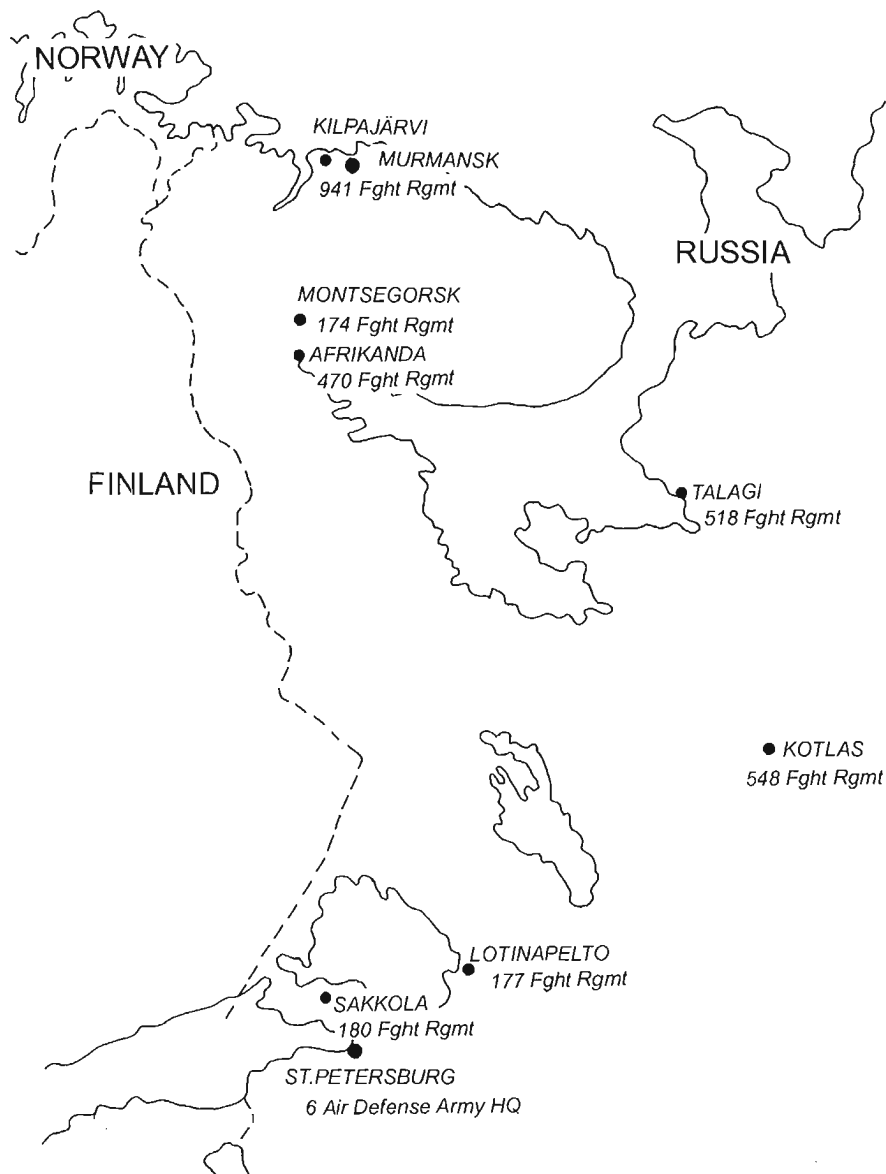 NORWAY
KILPAJÄRVI
MURMANSK
941 Fght Rgmt
RUSSIA
MONTSEGORSK
174 Fght Rgmt
AFRIKANDA
470 Fght Rgmt
FINLAND
TALAGI
518 Fght Rgmt
KOTLAS
548 Fght Rgmt
LOTINAPELTO
177 Fght Rgmt
SAKKOLA
180 Fght Rgmt
ST.PETERSBURG
6 Air Defense Army HQ